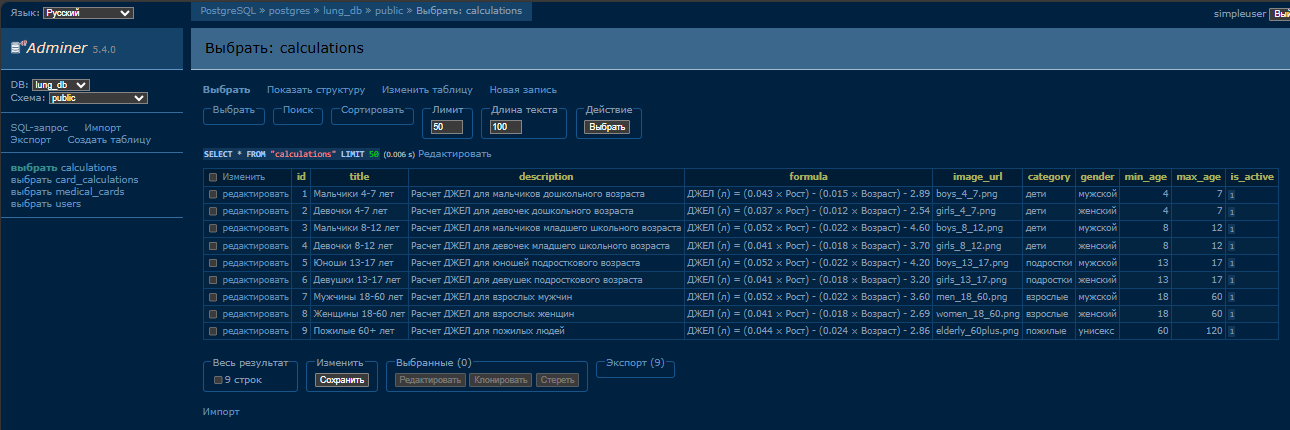 Язык: Русский
PostgreSQL » postgres » lung_db » public » Выбрать: calculations
simpleuser Вый
Adminer 5.4.0
Выбрать: calculations
DB: lung_db
Схема: public
SQL-запрос Импорт
Экспорт Создать таблицу
выбрать calculations
выбрать card_calculations
выбрать medical_cards
выбрать users
Выбрать Показать структуру Изменить таблицу Новая запись
Выбрать Поиск Сортировать Лимит Длина текста Действие
50 100 Выбрать
SELECT * FROM "calculations" LIMIT 50 (0.006 s) Редактировать
Изменить id title description formula image_url category gender min_age max_age is_active
редактировать 1 Мальчики 4-7 лет Расчет ДЖЕЛ для мальчиков дошкольного возраста ДЖЕЛ (л) = (0.043 × Рост) - (0.015 × Возраст) - 2.89 boys_4_7.png дети мужской 4 7 1
редактировать 2 Девочки 4-7 лет Расчет ДЖЕЛ для девочек дошкольного возраста ДЖЕЛ (л) = (0.037 × Рост) - (0.012 × Возраст) - 2.54 girls_4_7.png дети женский 4 7 1
редактировать 3 Мальчики 8-12 лет Расчет ДЖЕЛ для мальчиков младшего школьного возраста ДЖЕЛ (л) = (0.052 × Рост) - (0.022 × Возраст) - 4.60 boys_8_12.png дети мужской 8 12 1
редактировать 4 Девочки 8-12 лет Расчет ДЖЕЛ для девочек младшего школьного возраста ДЖЕЛ (л) = (0.041 × Рост) - (0.018 × Возраст) - 3.70 girls_8_12.png дети женский 8 12 1
редактировать 5 Юноши 13-17 лет Расчет ДЖЕЛ для юношей подросткового возраста ДЖЕЛ (л) = (0.052 × Рост) - (0.022 × Возраст) - 4.20 boys_13_17.png подростки мужской 13 17 1
редактировать 6 Девушки 13-17 лет Расчет ДЖЕЛ для девушек подросткового возраста ДЖЕЛ (л) = (0.041 × Рост) - (0.018 × Возраст) - 3.20 girls_13_17.png подростки женский 13 17 1
редактировать 7 Мужчины 18-60 лет Расчет ДЖЕЛ для взрослых мужчин ДЖЕЛ (л) = (0.052 × Рост) - (0.022 × Возраст) - 3.60 men_18_60.png взрослые мужской 18 60 1
редактировать 8 Женщины 18-60 лет Расчет ДЖЕЛ для взрослых женщин ДЖЕЛ (л) = (0.041 × Рост) - (0.018 × Возраст) - 2.69 women_18_60.png взрослые женский 18 60 1
редактировать 9 Пожилые 60+ лет Расчет ДЖЕЛ для пожилых людей ДЖЕЛ (л) = (0.044 × Рост) - (0.024 × Возраст) - 2.86 elderly_60plus.png пожилые унисекс 60 120 1
Весь результат Изменить Выбранные (0) Экспорт (9)
9 строк Сохранить Редактировать Клонировать Стереть
Импорт